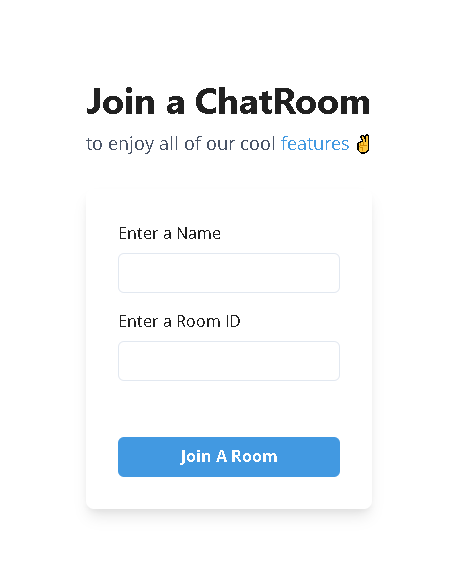 Join a ChatRoom
to enjoy all of our cool features ✌
Enter a Name
Enter a Room ID
Join A Room